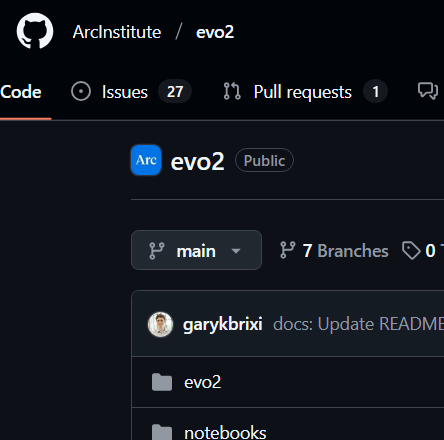 ArcInstitute / evo2
Code Issues 27 Pull requests 1
Arc evo2 Public
main 7 Branches 0
garykbrixi docs: Update README
evo2
notebooks